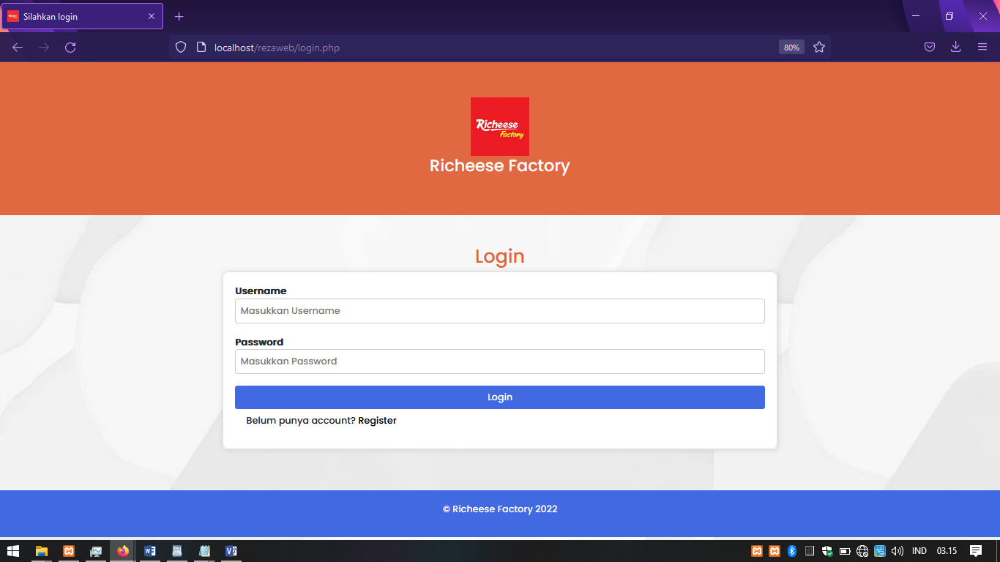 Silahkan login
localhost/rezaweb/login.php
80%
Richeese
Factory
Richeese Factory
Login
Username
Masukkan Username
Password
Masukkan Password
Login
Belum punya account? Register
© Richeese Factory 2022
IND
03.15